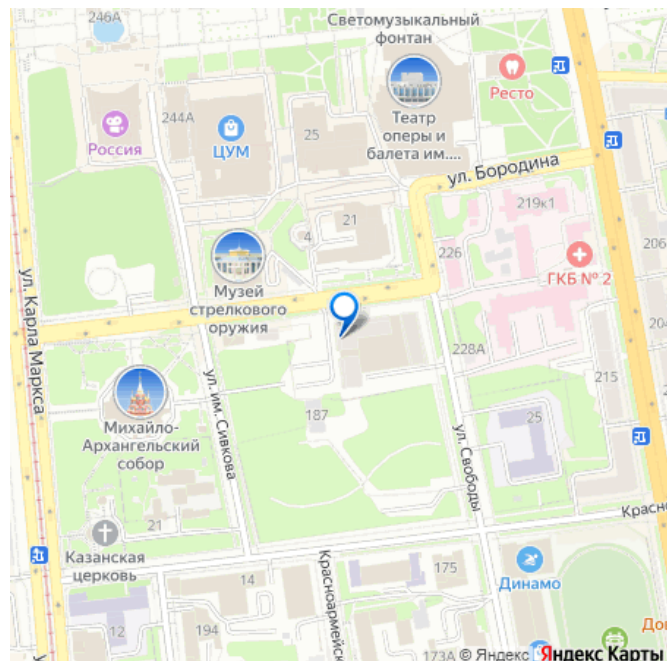 246А
Светомузыкальный
фонтан
Ресто
244А
Россия
ЦУМ
25
Театр
оперы и
балета им....
ул. Бородина
219к1
21
4
226
206
ГКБ № 2
Музей
стрелкового
оружия
ул. Карла Маркса
ул. им. Сивкова
228А
204
215
Михайло-
Архангельский
собор
187
25
ул. Свободы
21
Казанская
церковь
Красно
Красноармейск
14
175
Динамо
12
194
173А
До
© Яндекс
Яндекс Карты